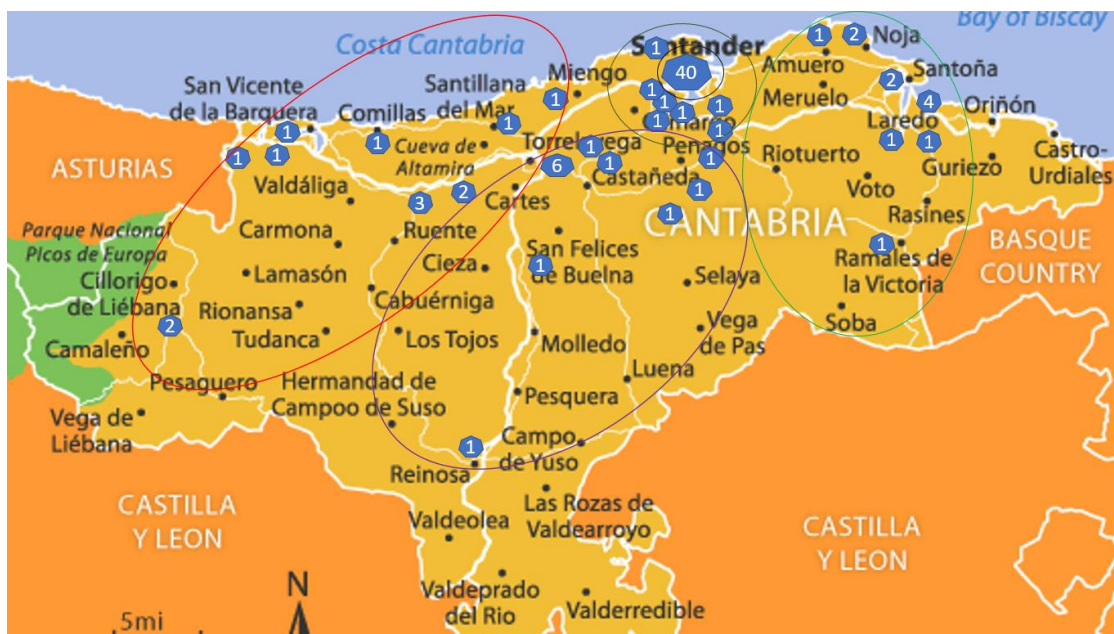 Bay of Biscay
Costa Cantabria
1
1
2
Noja
Santander
Miengo
Amuero
40
Santillana
del Mar
San Vicente
de la Barquera
Comillas
1
1
1
1
1
1
2
Santoña
Meruelo
4
Oriñón
1
1
1
Camargo
1
Laredo
1
1
Castro-
Urdiales
ASTURIAS
1
1
Cueva de
Altamira
Torrelavega
1
6
1
Penagos
1
Riotuerto
Guriezo
Valdáliga
3
2
Cartes
Castañeda
1
1
CANTABRIA
Voto
Rasines
Parque Nacional
Picos de Europa
Carmona
Ruente
San Felices
de Buelna
1
1
Ramales de
la Victoria
BASQUE
COUNTRY
Cillorigo
de Liébana
Lamasón
Cieza
Selaya
Rionansa
Cabuérniga
2
Camaleño
Tudanca
Los Tojos
Molledo
Vega
de Pas
Soba
Pesaguero
Hermandad de
Campoo de Suso
Luena
Pesquera
Vega de
Liébana
1
Reinosa
Campo
de Yuso
CASTILLA
Y LEON
Las Rozas de
Valdearroyo
Valdeolea
CASTILLA
Y LEON
N
5mi
Valdeprado
del Rio
Valderredible